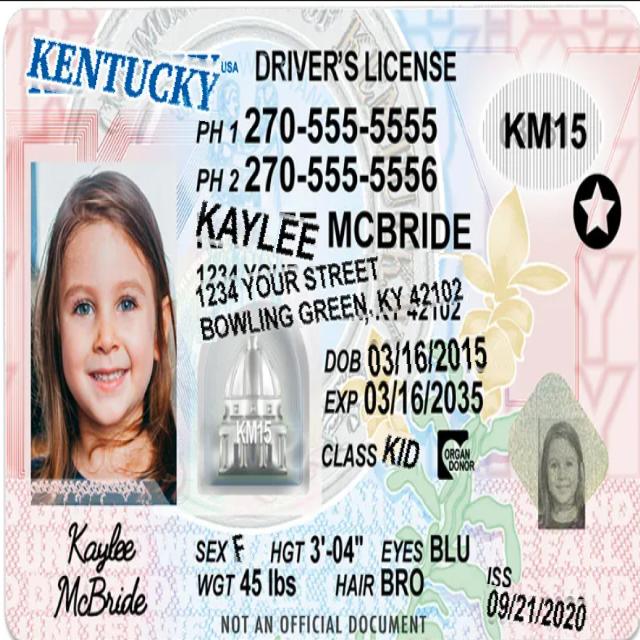 KENTUCKY USA DRIVER'S LICENSE
PH 1 270-555-5555
KM15
PH 2 270-555-5556
KAYLEE MCBRIDE
1234 YOUR STREET
BOWLING GREEN, KY 42102
DOB 03/16/2015
EXP 03/16/2035
KM15
CLASS KID
ORGAN
DONOR
Kaylee
McBride
SEX F HGT 3'-04" EYES BLU
WGT 45 lbs HAIR BRO
ISS
09/21/2020
NOT AN OFFICIAL DOCUMENT